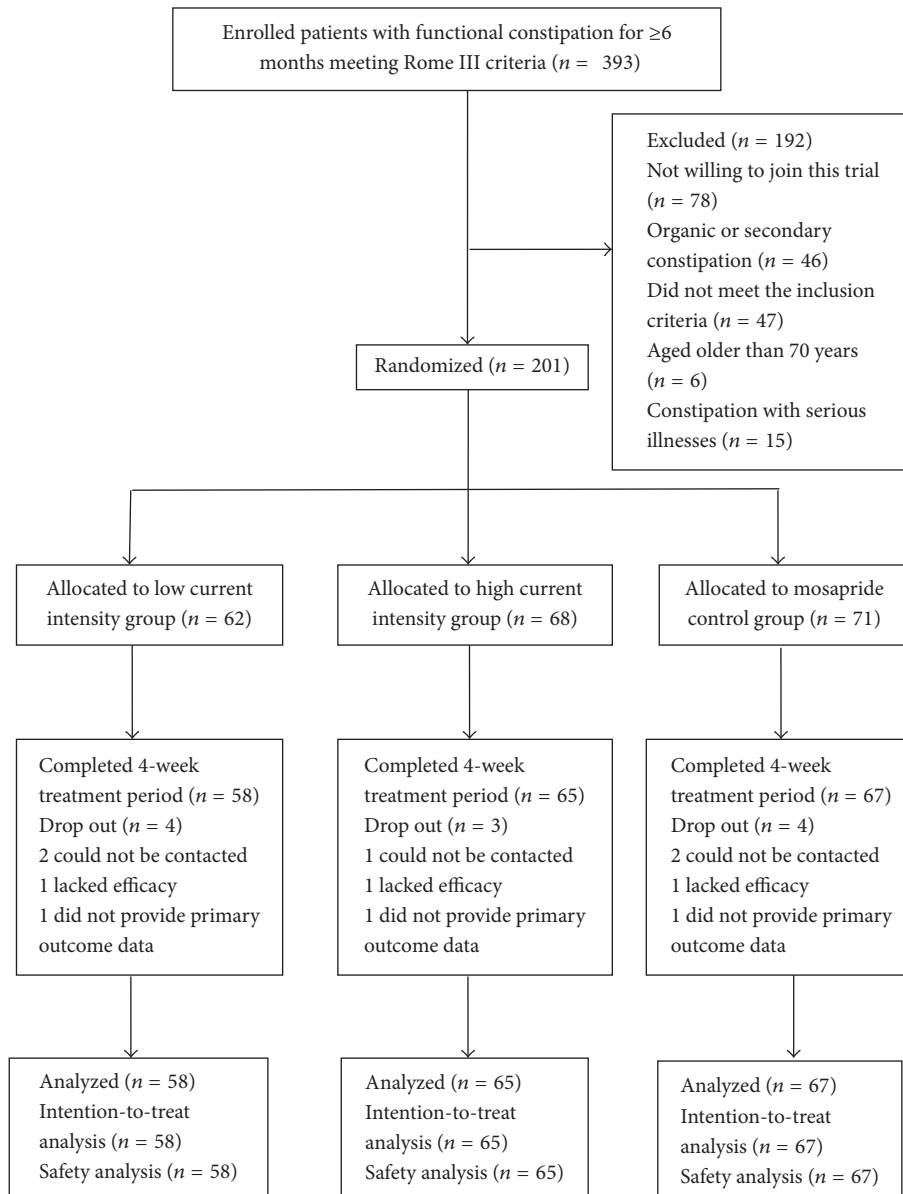 Enrolled patients with functional constipation for ≥6
months meeting Rome III criteria (n = 393)
Excluded (n = 192)
Not willing to join this trial
(n = 78)
Organic or secondary
constipation (n = 46)
Did not meet the inclusion
criteria (n = 47)
Aged older than 70 years
(n = 6)
Constipation with serious
illnesses (n = 15)
Randomized (n = 201)
Allocated to low current
intensity group (n = 62)
Allocated to high current
intensity group (n = 68)
Allocated to mosapride
control group (n = 71)
Completed 4-week
treatment period (n = 58)
Drop out (n = 4)
2 could not be contacted
1 lacked efficacy
1 did not provide primary
outcome data
Completed 4-week
treatment period (n = 65)
Drop out (n = 3)
1 could not be contacted
1 lacked efficacy
1 did not provide primary
outcome data
Completed 4-week
treatment period (n = 67)
Drop out (n = 4)
2 could not be contacted
1 lacked efficacy
1 did not provide primary
outcome data
Analyzed (n = 58)
Intention-to-treat
analysis (n = 58)
Safety analysis (n = 58)
Analyzed (n = 65)
Intention-to-treat
analysis (n = 65)
Safety analysis (n = 65)
Analyzed (n = 67)
Intention-to-treat
analysis (n = 67)
Safety analysis (n = 67)